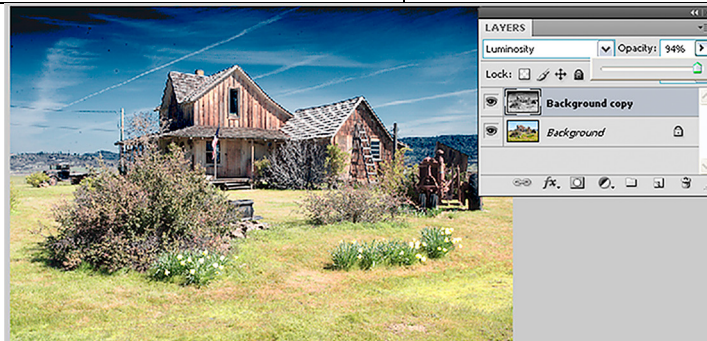 LAYERS
Luminosity Opacity: 94%
Lock:
Background copy
Background
fx.